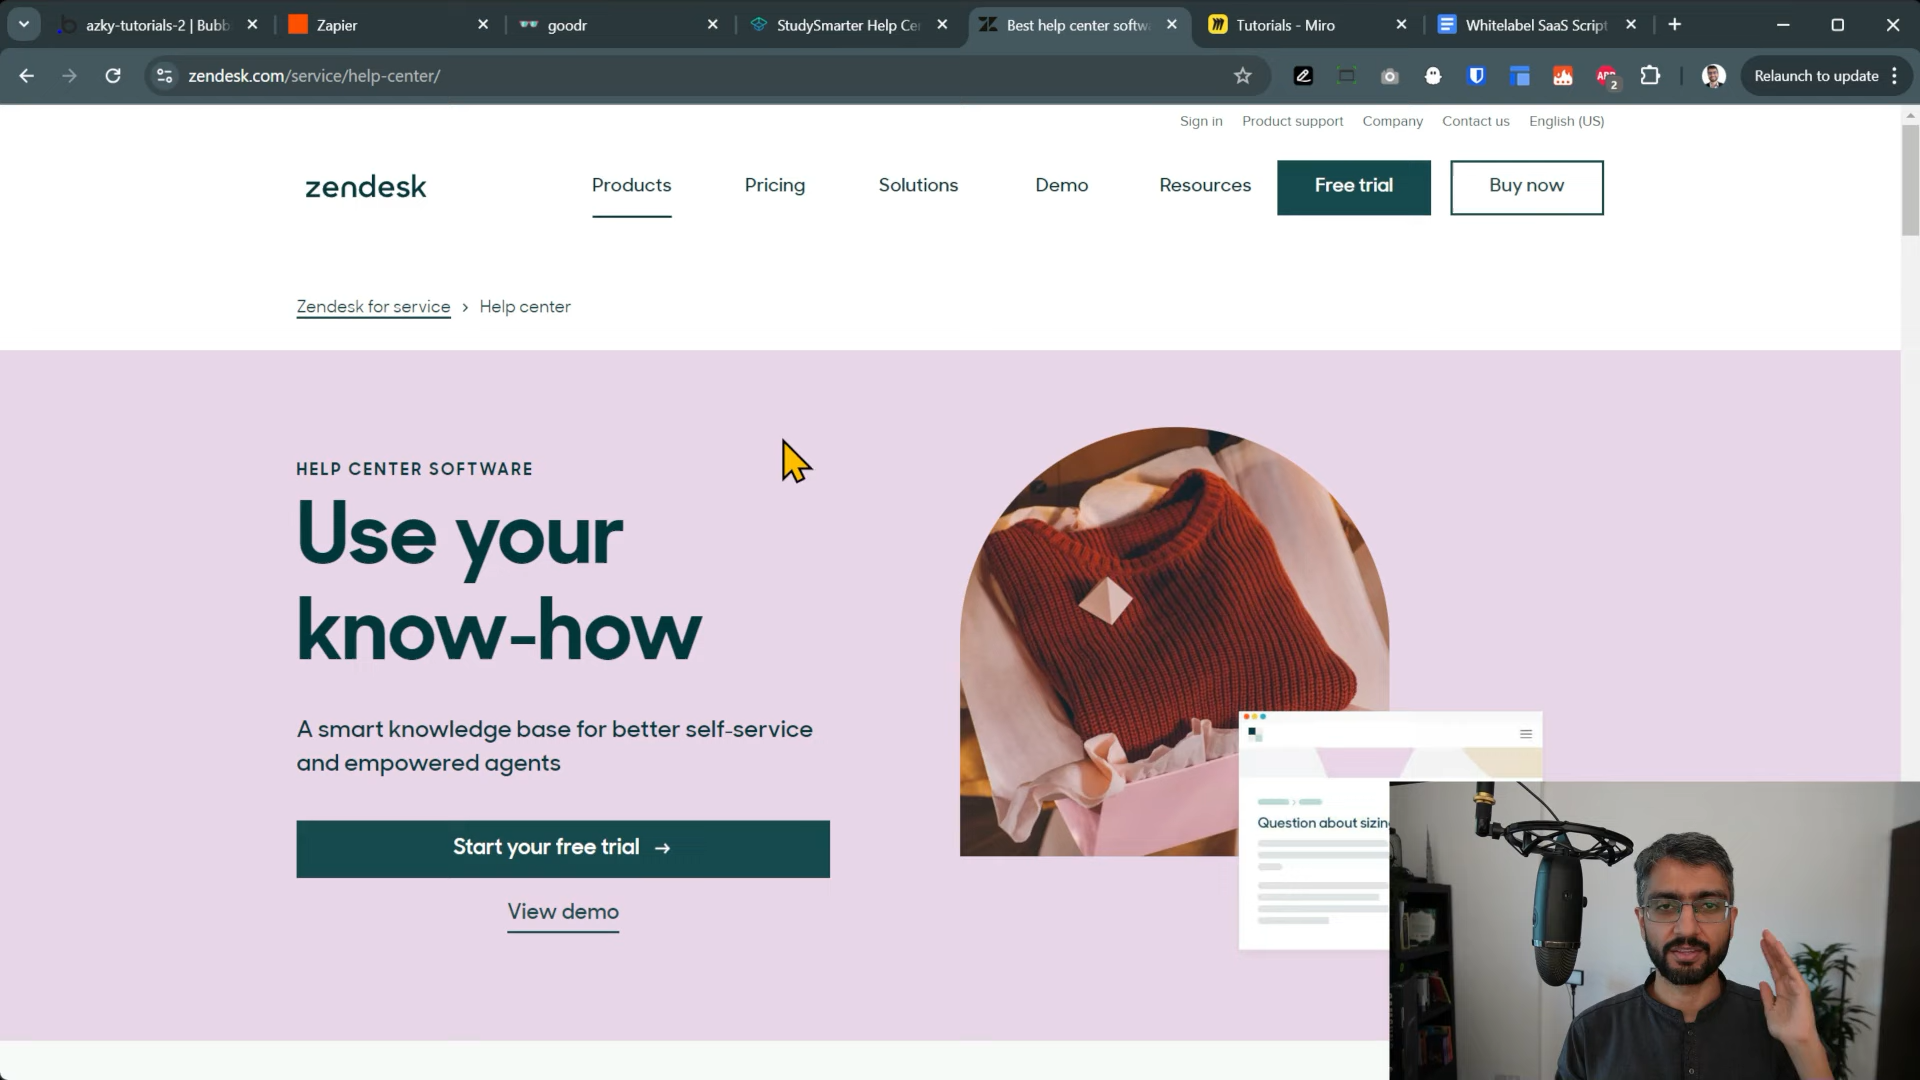 azky-tutorials-2 | Bubb
Zapier
goodr
StudySmarter Help Ce
Best help center softw
Tutorials - Miro
Whitelabel SaaS Script
zendesk.com/service/help-center/
2
Relaunch to update
Sign in
Product support
Company
Contact us
English (US)
zendesk
Products
Pricing
Solutions
Demo
Resources
Free trial
Buy now
Zendesk for service > Help center
HELP CENTER SOFTWARE
Use your
know-how
A smart knowledge base for better self-service
and empowered agents
Start your free trial →
View demo
Question about sizin